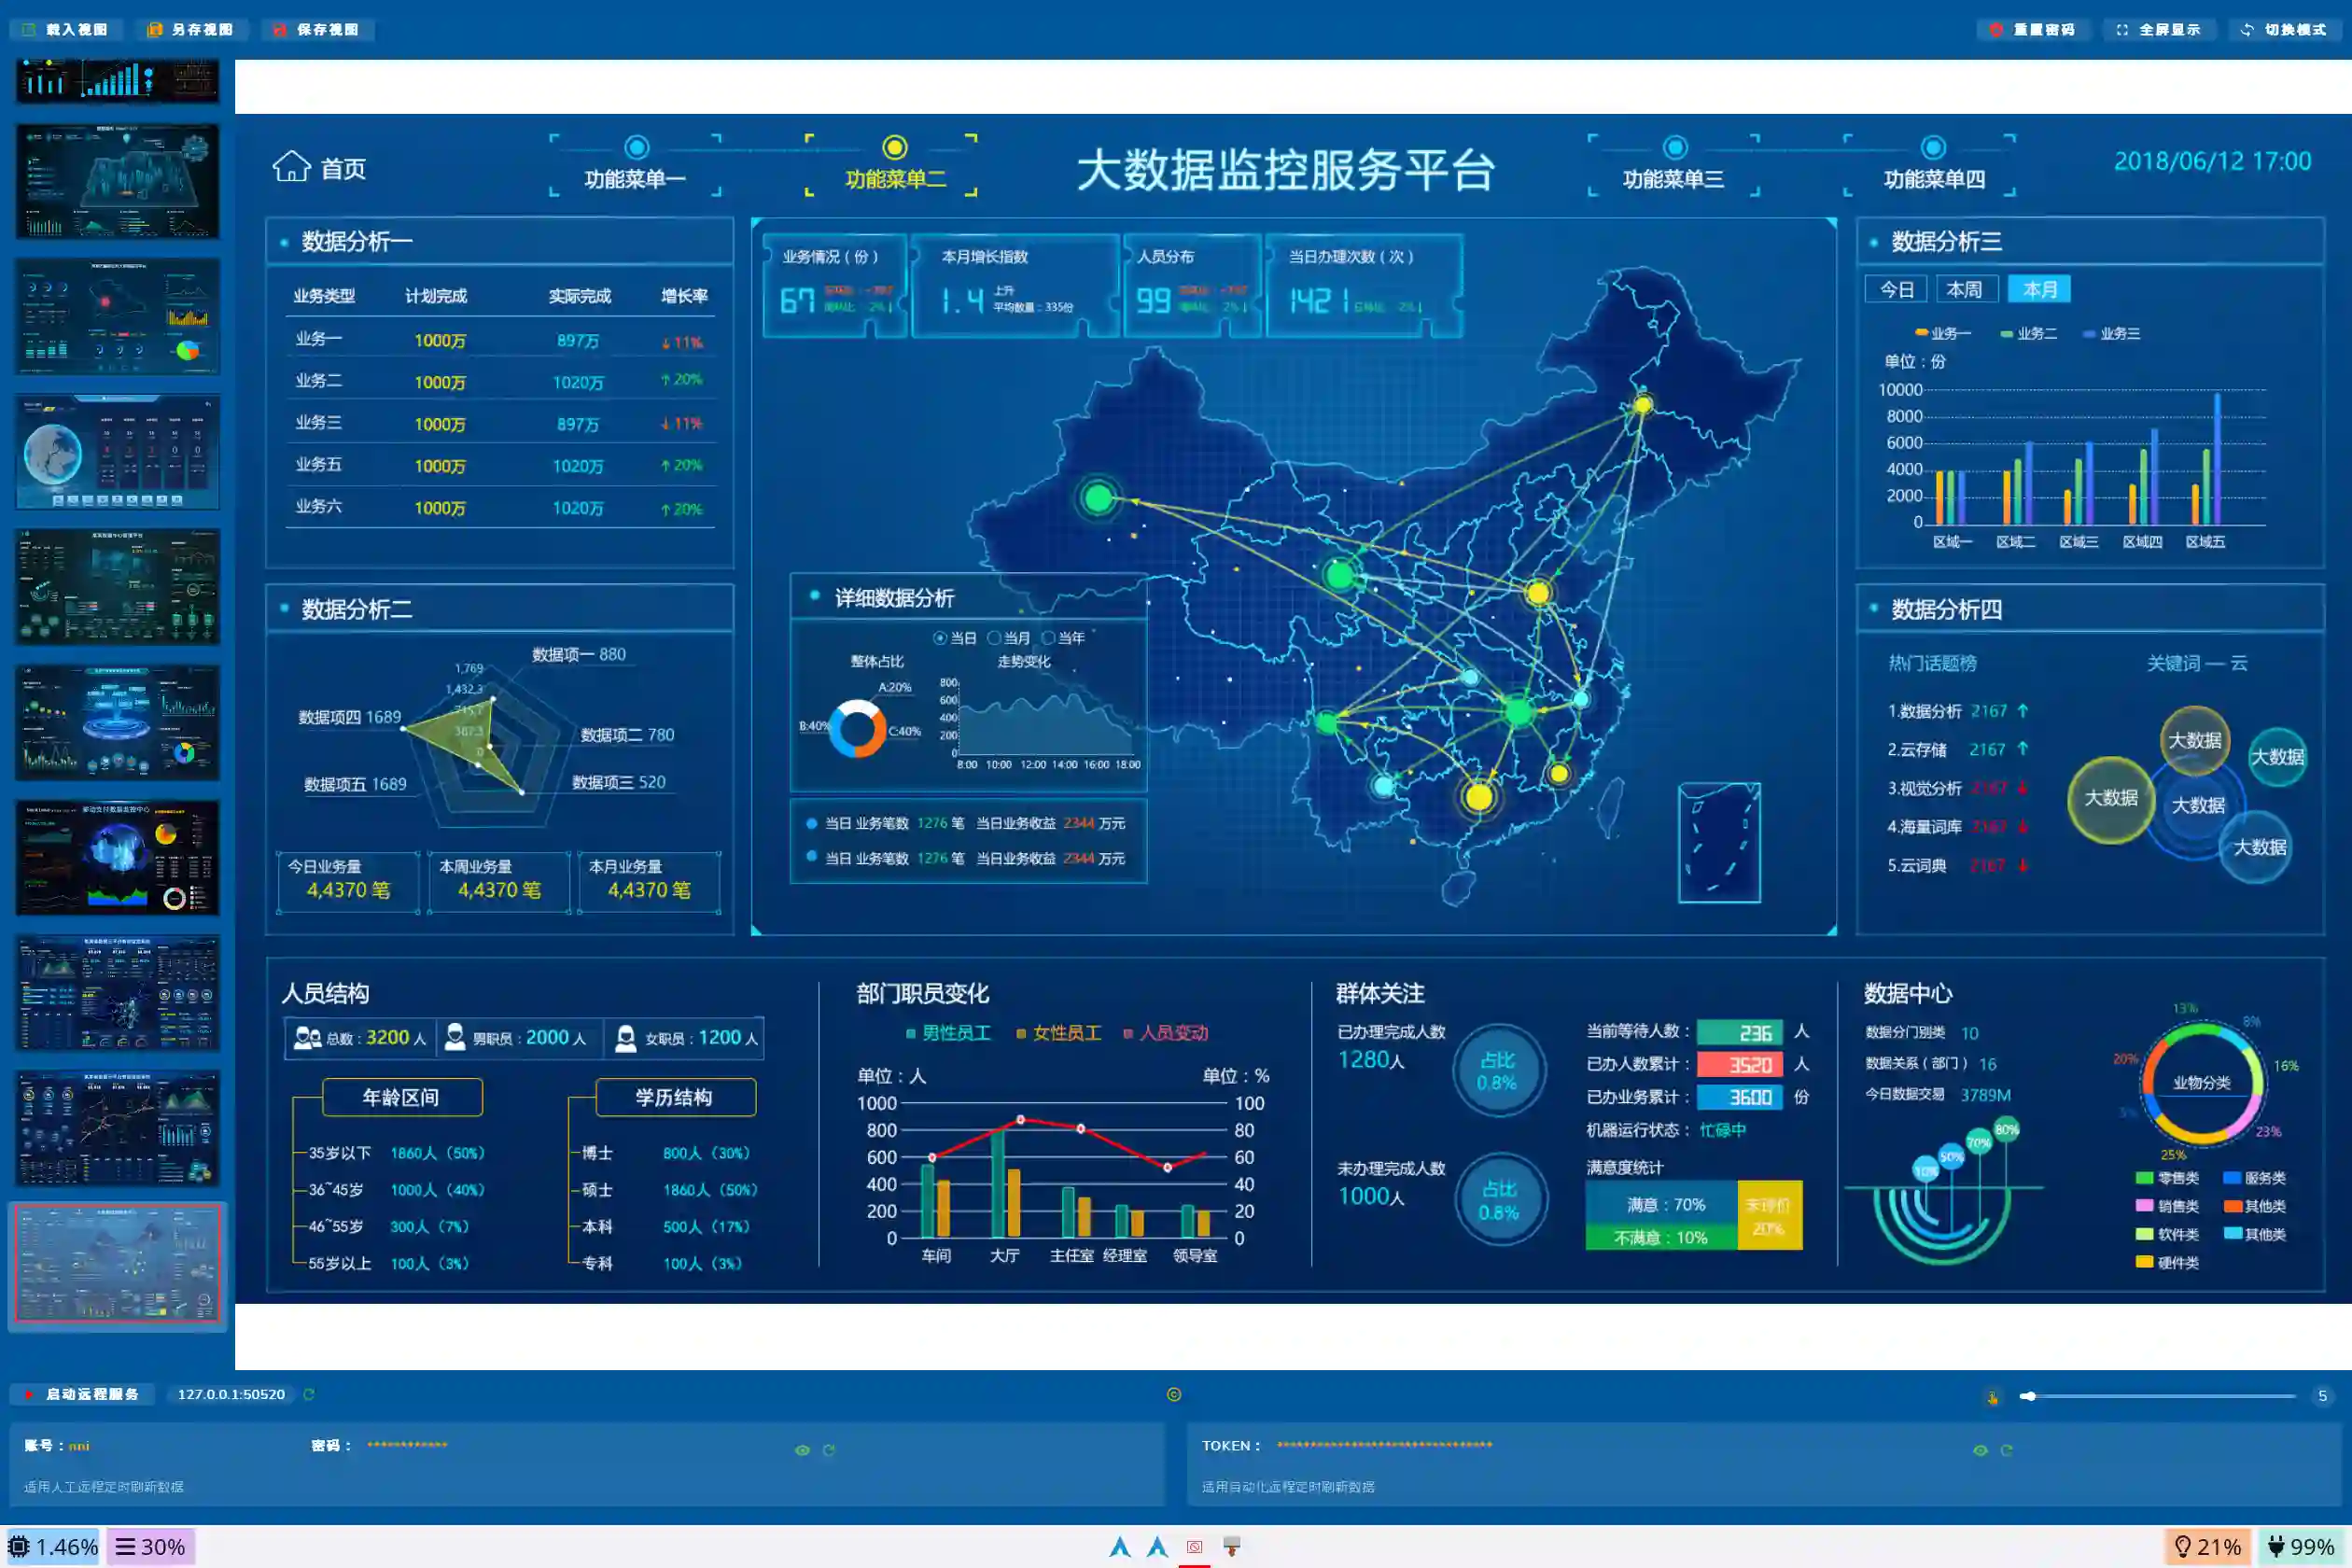 载入视图 另存视图 保存视图 重置密码 全屏显示 切换模式
首页 功能菜单一 功能菜单二 大数据监控服务平台 功能菜单三 功能菜单四 2018/06/12 17:00
数据分析一
业务类型 计划完成 实际完成 增长率
业务一 1000万 897万 ↓11%
业务二 1000万 1020万 ↑20%
业务三 1000万 897万 ↓11%
业务五 1000万 1020万 ↑20%
业务六 1000万 1020万 ↑20%
数据分析二
数据项一 880
数据项二 780
数据项三 520
数据项四 1689
数据项五 1689
1,769
1,432.3
0
今日业务量 本周业务量 本月业务量
4,4370 笔 4,4370 笔 4,4370 笔
业务情况（份） 本月增长指数 人员分布 当日办理次数（次）
67 1.4 99 1421
上升
平均数量：335份
详细数据分析
当日 当月 当年
整体占比 走势变化
A:20%
B:40%
C:40%
800
600
400
200
0
8:00 10:00 12:00 14:00 16:00 18:00
当日 业务笔数 1276 笔 当日业务收益 2344 万元
当日 业务笔数 1276 笔 当日业务收益 2344 万元
数据分析三
今日 本周 本月
业务一 业务二 业务三
单位：份
10000
8000
6000
4000
2000
0
区域一 区域二 区域三 区域四 区域五
数据分析四
热门话题榜 关键词 — 云
1.数据分析 2167 ↑
2.云存储 2167 ↑
3.视觉分析 2167 ↓
4.海量词库 2167 ↓
5.云词典 2167 ↓
大数据
大数据
大数据
大数据
大数据
人员结构
总数：3200 人 男职员：2000 人 女职员：1200 人
年龄区间 学历结构
35岁以下 1860人（50%） 博士 800人（30%）
36~45岁 1000人（40%） 硕士 1860人（50%）
46~55岁 300人（7%） 本科 500人（17%）
55岁以上 100人（3%） 专科 100人（3%）
部门职员变化
男性员工 女性员工 人员变动
单位：人 单位：%
1000 100
800 80
600 60
400 40
200 20
0 0
车间 大厅 主任室 经理室 领导室
群体关注
已办理完成人数
1280人
占比
0.8%
未办理完成人数
1000人
占比
0.8%
当前等待人数： 236 人
已办人数累计： 3520 人
已办业务累计： 3600 份
机器运行状态： 忙碌中
满意度统计
满意：70%
不满意：10%
未评价
20%
数据中心
数据分门别类 10
数据关系（部门） 16
今日数据交易 3789M
10% 50% 70% 80%
业物分类
13%
8%
16%
23%
25%
20%
零售类 服务类
销售类 其他类
软件类 其他类
硬件类
启动远程服务 127.0.0.1:50520 5
账号：nni 密码： ************
适用人工远程定时刷新数据
TOKEN： ********************************
适用自动化远程定时刷新数据
1.46% 30% 21% 99%